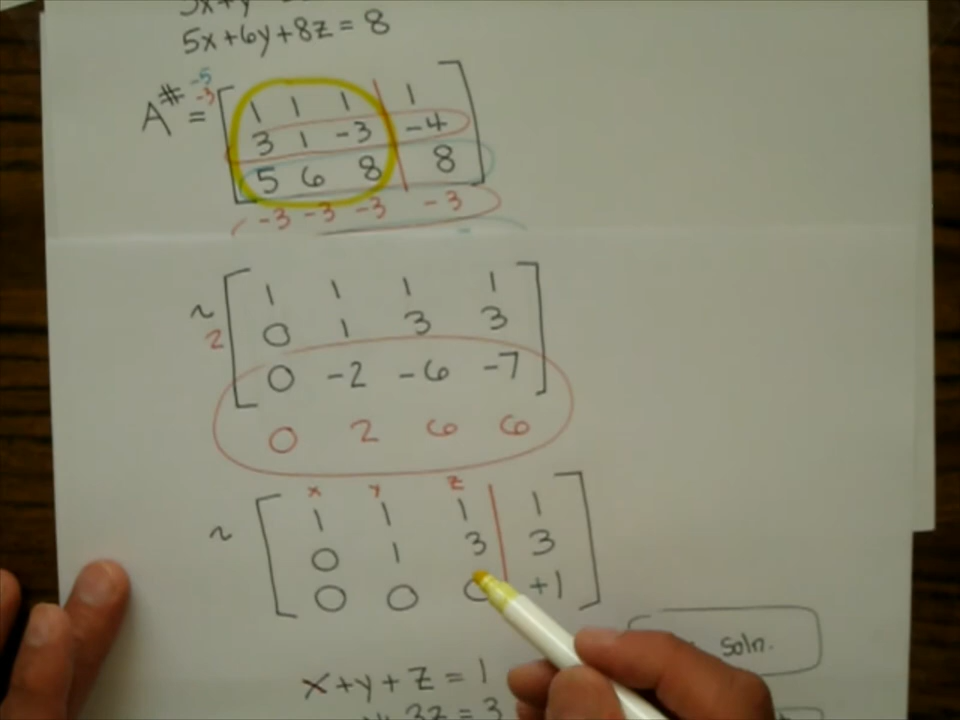 5x+6y+8z = 8
-5
-3
A# = [ 1 1 1 | 1
3 1 -3 | -4
5 6 8 | 8 ]
-3 -3 -3 -3
~ [ 1 1 1 1
2 0 1 3 3
0 -2 -6 -7 ]
0 2 6 6
x y z
~ [ 1 1 1 | 1
0 1 3 | 3
0 0 0 | +1 ]
soln.
x+y+z = 1
3z = 3